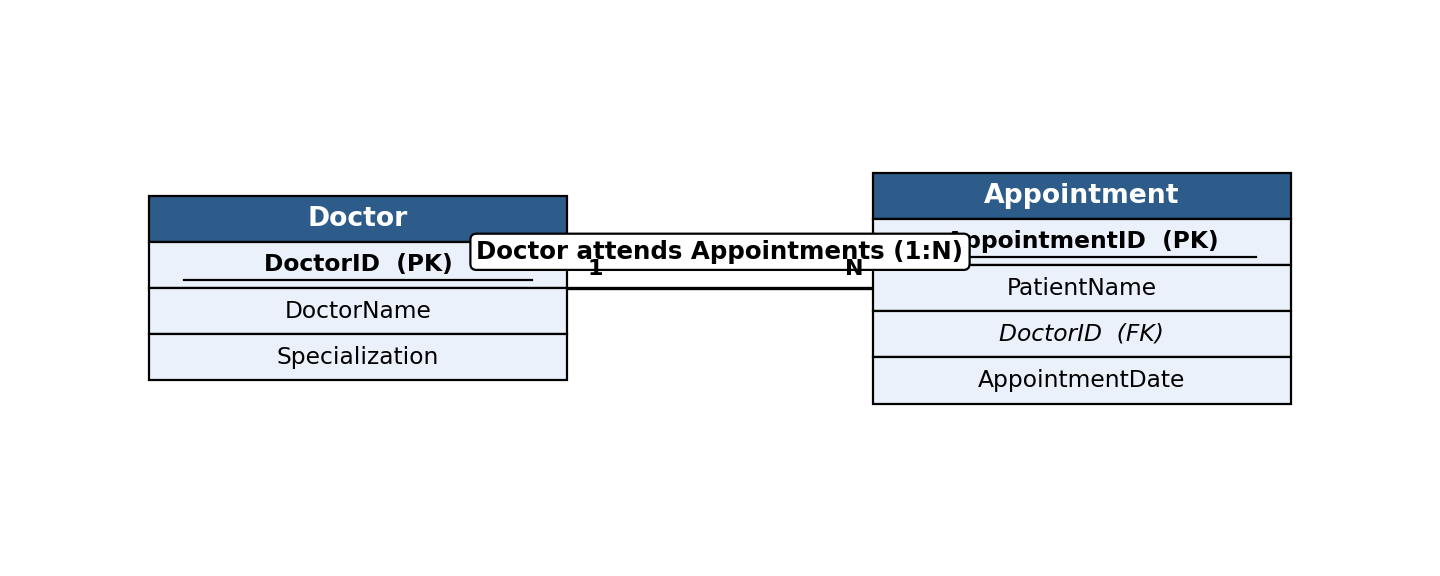 Doctor
DoctorID (PK)
DoctorName
Specialization
Doctor attends Appointments (1:N)
1
N
Appointment
AppointmentID (PK)
PatientName
DoctorID (FK)
AppointmentDate